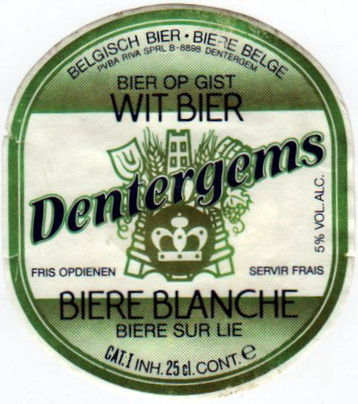 BELGISCH BIER · BIERE BELGE
PVBA RIVA SPRL B-8898 DENTERGEM
BIER OP GIST
WIT BIER
Dentergems
5% VOL. ALC.
FRIS OPDIENEN
SERVIR FRAIS
BIERE BLANCHE
BIERE SUR LIE
CAT.I INH. 25 cl. CONT. e